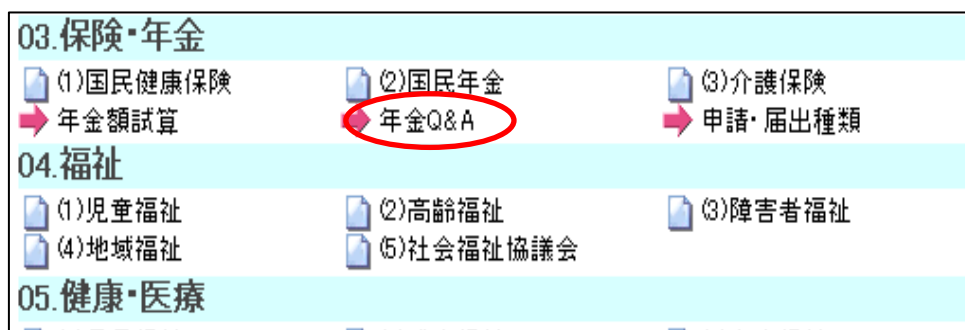 03.保険・年金
(1)国民健康保険 (2)国民年金 (3)介護保険
年金額試算 年金Q&A 申請・届出種類
04.福祉
(1)児童福祉 (2)高齢福祉 (3)障害者福祉
(4)地域福祉 (5)社会福祉協議会
05.健康・医療